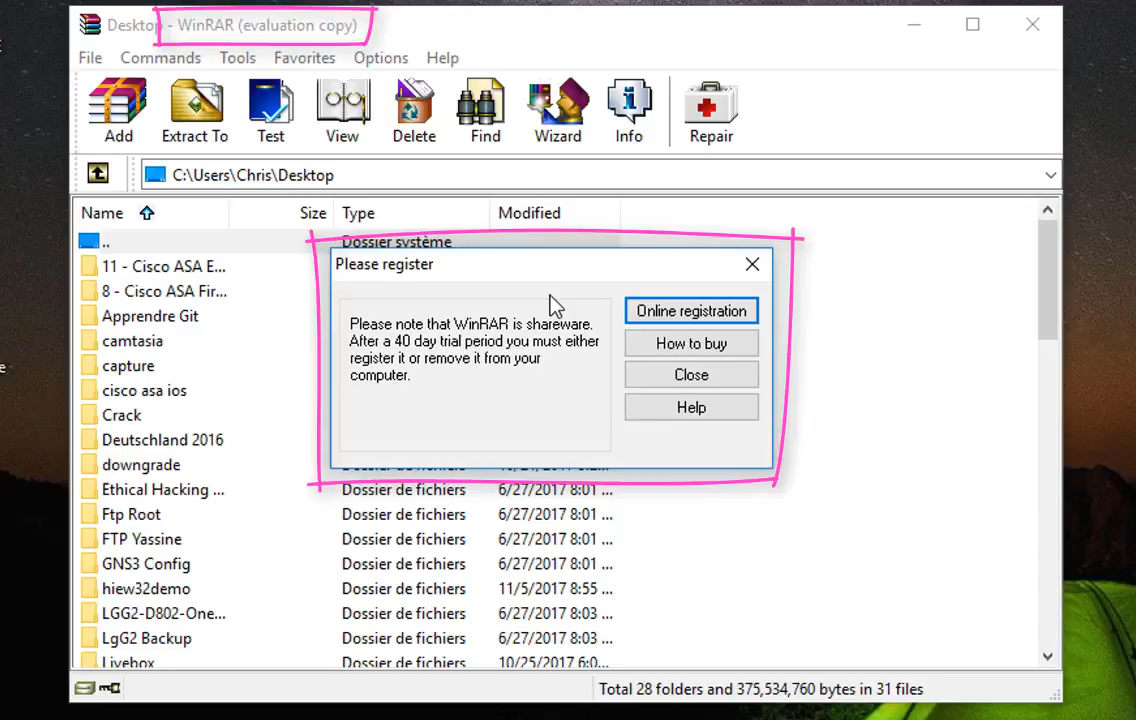 Desktop - WinRAR (evaluation copy)
File Commands Tools Favorites Options Help
Add Extract To Test View Delete Find Wizard Info Repair
C:\Users\Chris\Desktop
Name Size Type Modified
.. Dossier système
Please register
Online registration
Please note that WinRAR is shareware.
After a 40 day trial period you must either
register it or remove it from your
computer.
How to buy
Close
Help
11 - Cisco ASA E...
8 - Cisco ASA Fir...
Apprendre Git
camtasia
capture
cisco asa ios
Crack
Deutschland 2016
downgrade
Ethical Hacking ... Dossier de fichiers 6/27/2017 8:01 ...
Ftp Root Dossier de fichiers 6/27/2017 8:01 ...
FTP Yassine Dossier de fichiers 6/27/2017 8:01 ...
GNS3 Config Dossier de fichiers 6/27/2017 8:01 ...
hiew32demo Dossier de fichiers 11/5/2017 8:55 ...
LGG2-D802-One... Dossier de fichiers 6/27/2017 8:03 ...
LgG2 Backup Dossier de fichiers 6/27/2017 8:03 ...
Livebox Dossier de fichiers 10/25/2017 6:0...
Total 28 folders and 375,534,760 bytes in 31 files